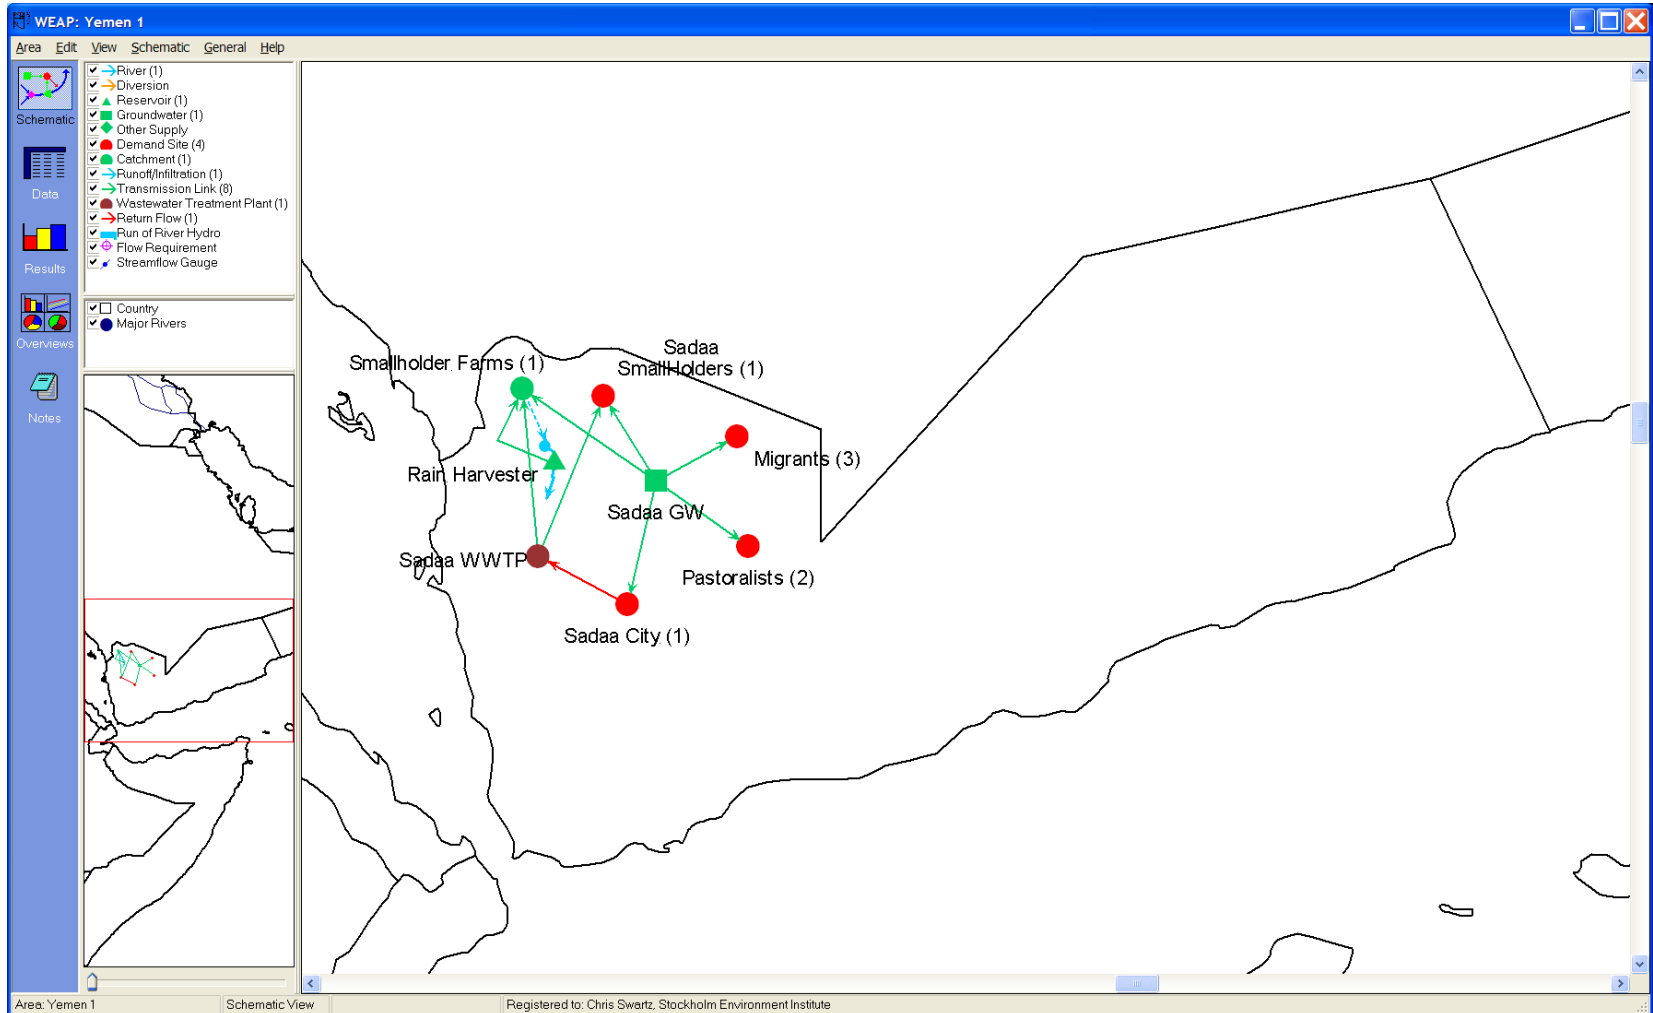 WEAP: Yemen 1
Area Edit View Schematic General Help
Schematic
Data
Results
Overviews
Notes
River (1)
Diversion
Reservoir (1)
Groundwater (1)
Other Supply
Demand Site (4)
Catchment (1)
Runoff/Infiltration (1)
Transmission Link (8)
Wastewater Treatment Plant (1)
Return Flow (1)
Run of River Hydro
Flow Requirement
Streamflow Gauge
Country
Major Rivers
Sadaa
SmallHolders (1)
Smallholder Farms (1)
Migrants (3)
Rain Harvester
Sadaa GW
Sadaa WWTP
Pastoralists (2)
Sadaa City (1)
Area: Yemen 1
Schematic View
Registered to: Chris Swartz, Stockholm Environment Institute